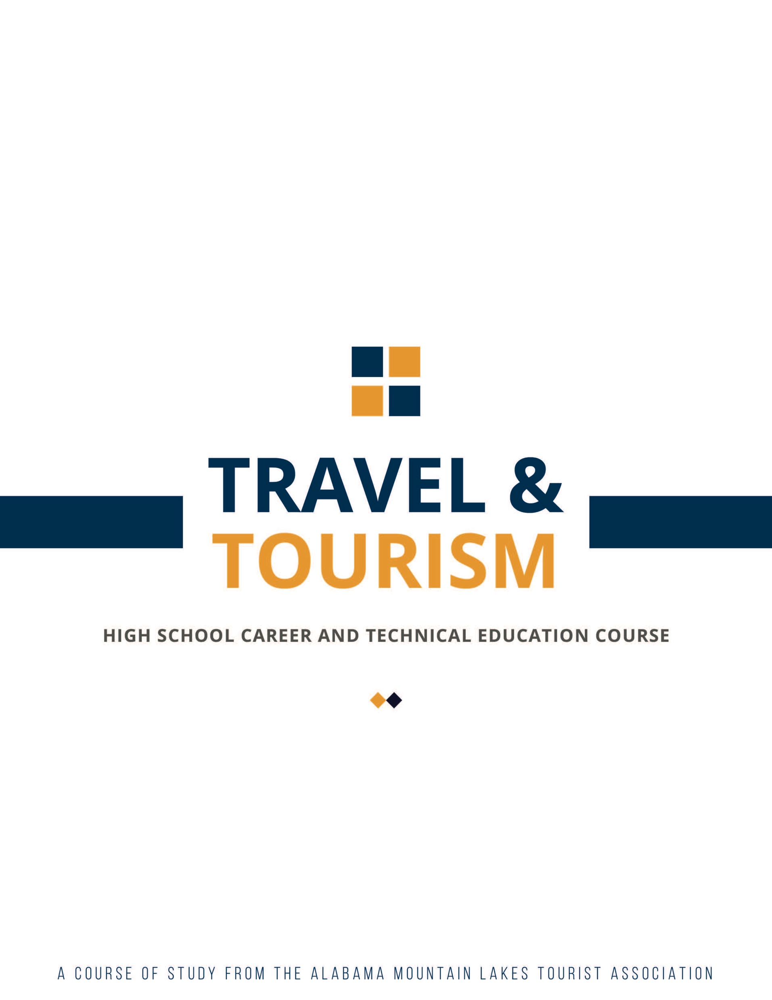 TRAVEL &
TOURISM
HIGH SCHOOL CAREER AND TECHNICAL EDUCATION COURSE
A COURSE OF STUDY FROM THE ALABAMA MOUNTAIN LAKES TOURIST ASSOCIATION